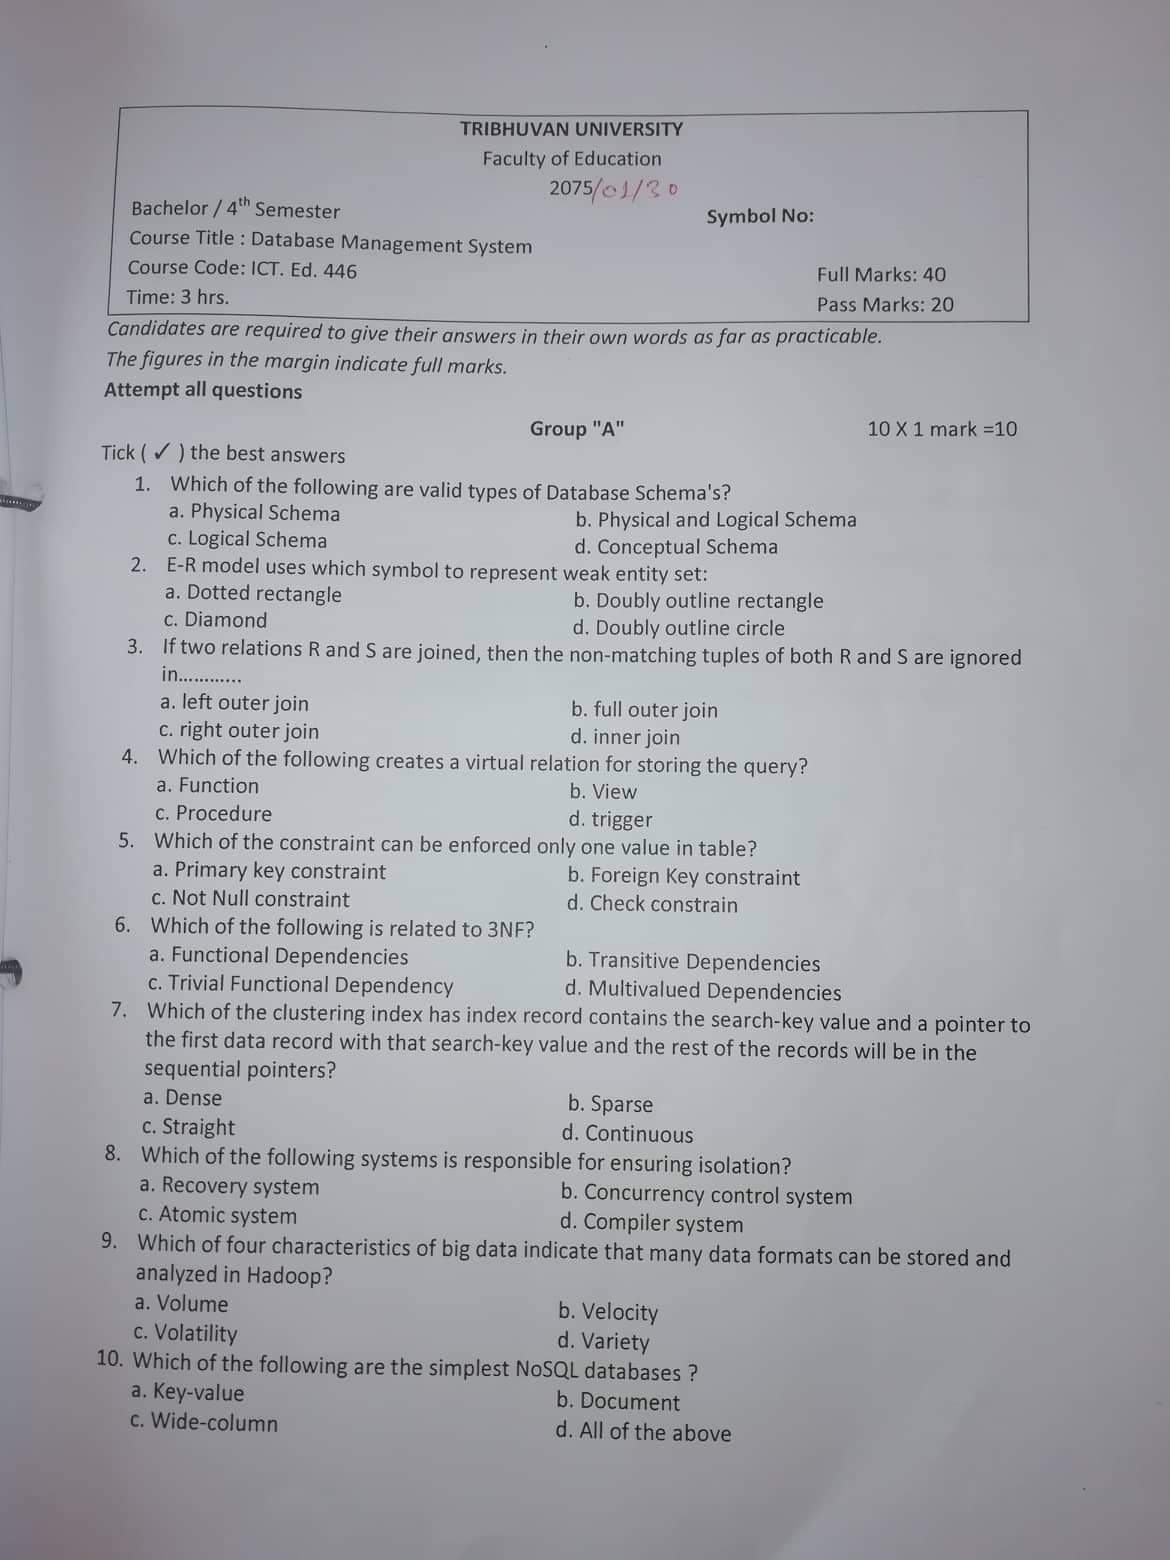 TRIBHUVAN UNIVERSITY
Faculty of Education
2075/01/30
Bachelor / 4th Semester
Symbol No:
Course Title : Database Management System
Course Code: ICT. Ed. 446
Full Marks: 40
Time: 3 hrs.
Pass Marks: 20
Candidates are required to give their answers in their own words as far as practicable.
The figures in the margin indicate full marks.
Attempt all questions
Group "A" 10 X 1 mark =10
Tick ( ✓ ) the best answers
1. Which of the following are valid types of Database Schema's?
a. Physical Schema b. Physical and Logical Schema
c. Logical Schema d. Conceptual Schema
2. E-R model uses which symbol to represent weak entity set:
a. Dotted rectangle b. Doubly outline rectangle
c. Diamond d. Doubly outline circle
3. If two relations R and S are joined, then the non-matching tuples of both R and S are ignored
in............
a. left outer join b. full outer join
c. right outer join d. inner join
4. Which of the following creates a virtual relation for storing the query?
a. Function b. View
c. Procedure d. trigger
5. Which of the constraint can be enforced only one value in table?
a. Primary key constraint b. Foreign Key constraint
c. Not Null constraint d. Check constrain
6. Which of the following is related to 3NF?
a. Functional Dependencies b. Transitive Dependencies
c. Trivial Functional Dependency d. Multivalued Dependencies
7. Which of the clustering index has index record contains the search-key value and a pointer to
the first data record with that search-key value and the rest of the records will be in the
sequential pointers?
a. Dense b. Sparse
c. Straight d. Continuous
8. Which of the following systems is responsible for ensuring isolation?
a. Recovery system b. Concurrency control system
c. Atomic system d. Compiler system
9. Which of four characteristics of big data indicate that many data formats can be stored and
analyzed in Hadoop?
a. Volume b. Velocity
c. Volatility d. Variety
10. Which of the following are the simplest NoSQL databases ?
a. Key-value b. Document
c. Wide-column d. All of the above